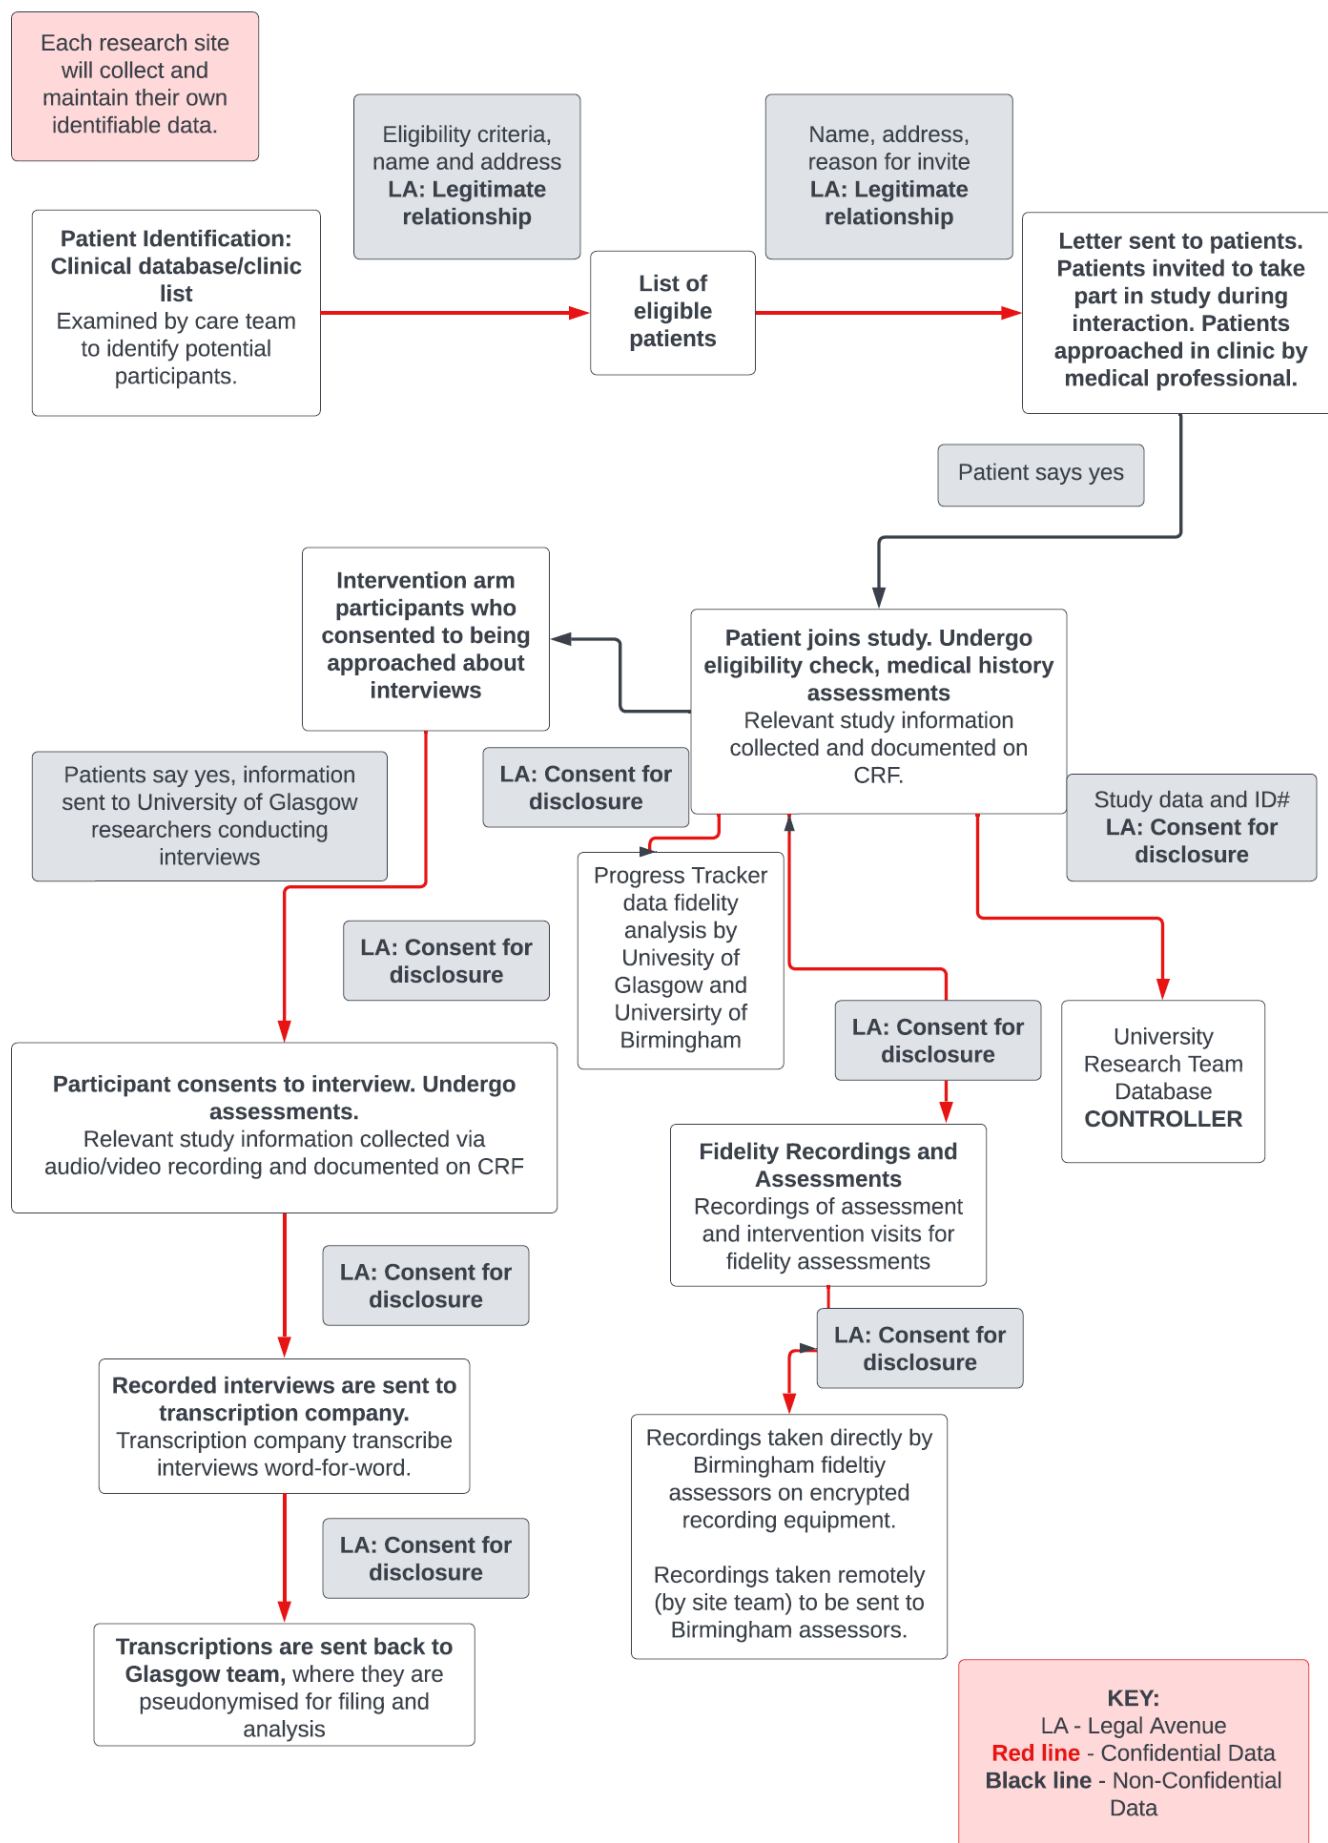 Each research site
will collect and
maintain their own
identifiable data.
Eligibility criteria,
name and address
LA: Legitimate
relationship
Name, address,
reason for invite
LA: Legitimate
relationship
Patient Identification:
Clinical database/clinic
list
Examined by care team
to identify potential
participants.
List of
eligible
patients
Letter sent to patients.
Patients invited to take
part in study during
interaction. Patients
approached in clinic by
medical professional.
Patient says yes
Intervention arm
participants who
consented to being
approached about
interviews
Patient joins study. Undergo
eligibility check, medical history
assessments
Relevant study information
collected and documented on
CRF.
Patients say yes, information
sent to University of Glasgow
researchers conducting
interviews
LA: Consent for
disclosure
Study data and ID#
LA: Consent for
disclosure
Progress Tracker
data fidelity
analysis by
Univesity of
Glasgow and
Universirty of
Birmingham
LA: Consent for
disclosure
LA: Consent for
disclosure
University
Research Team
Database
CONTROLLER
Participant consents to interview. Undergo
assessments.
Relevant study information collected via
audio/video recording and documented on CRF
Fidelity Recordings and
Assessments
Recordings of assessment
and intervention visits for
fidelity assessments
LA: Consent for
disclosure
LA: Consent for
disclosure
Recorded interviews are sent to
transcription company.
Transcription company transcribe
interviews word-for-word.
Recordings taken directly by
Birmingham fideltiy
assessors on encrypted
recording equipment.
Recordings taken remotely
(by site team) to be sent to
Birmingham assessors.
LA: Consent for
disclosure
Transcriptions are sent back to
Glasgow team, where they are
pseudonymised for filing and
analysis
KEY:
LA - Legal Avenue
Red line - Confidential Data
Black line - Non-Confidential
Data